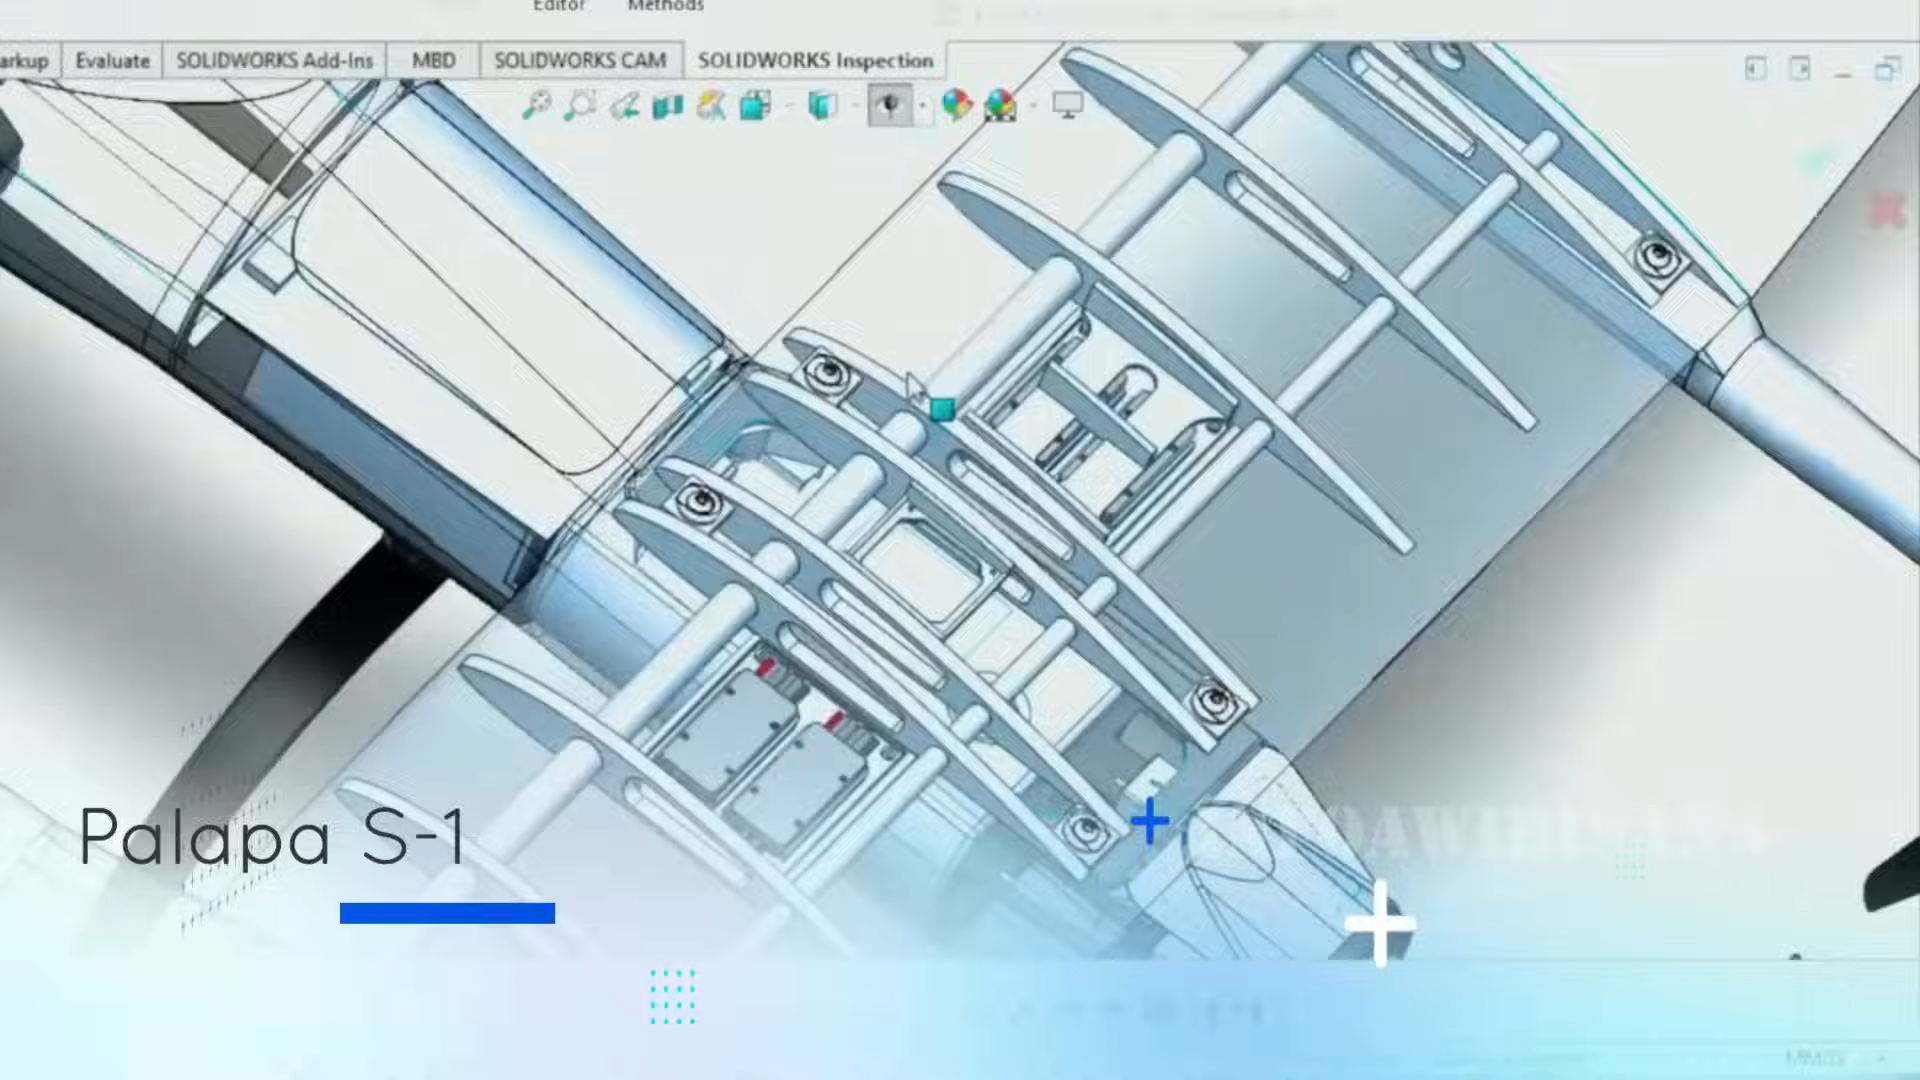 Editor Methods
arkup Evaluate SOLIDWORKS Add-Ins MBD SOLIDWORKS CAM SOLIDWORKS Inspection
Palapa S-1